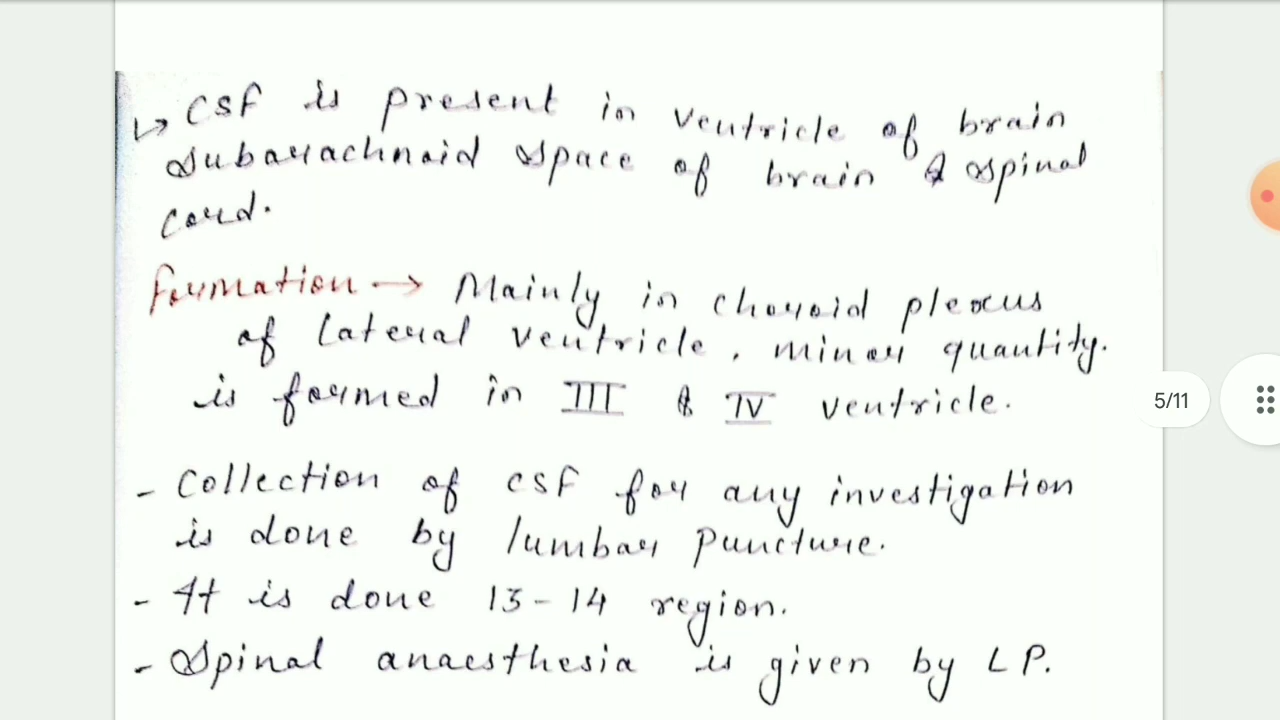 ↳ CSF is present in ventricle of brain
subarachnoid space of brain & spinal
cord.
formation → Mainly in choroid plexus
of lateral ventricle, minor quantity.
is formed in III & IV ventricle.
- Collection of CSF for any investigation
is done by lumbar puncture.
- It is done l3-l4 region.
- Spinal anaesthesia is given by LP.
5/11